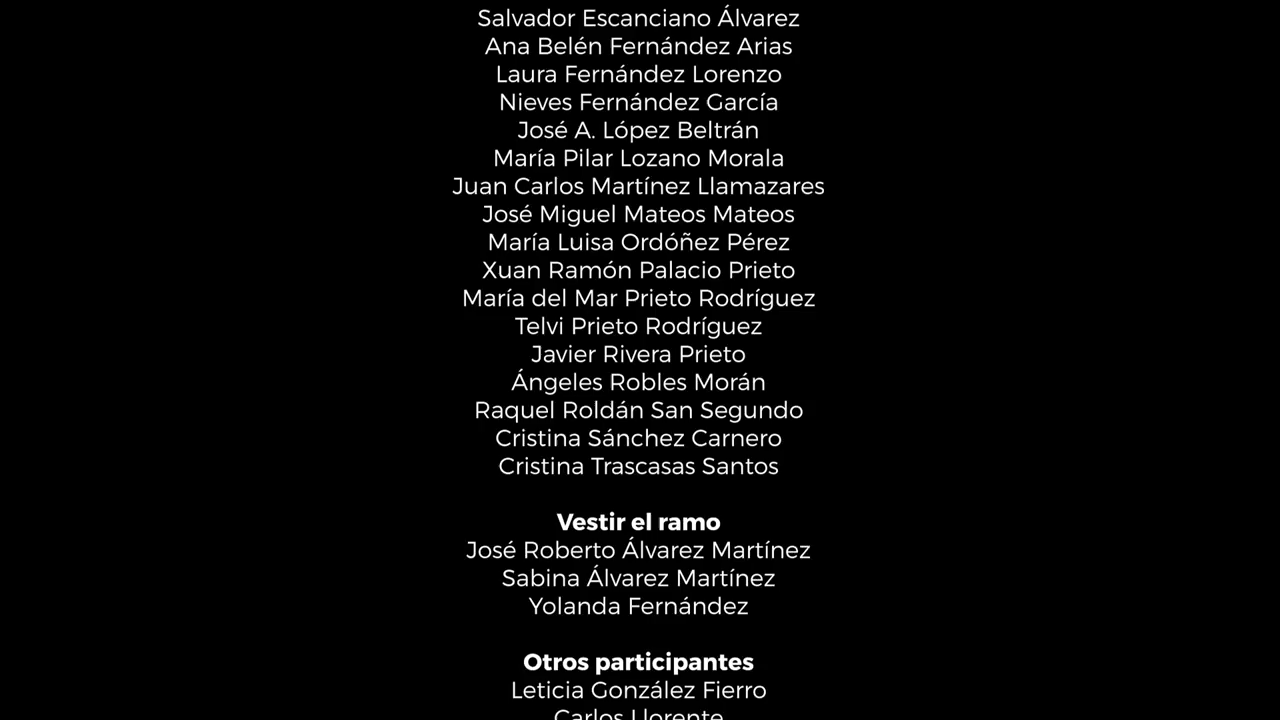 Salvador Escanciano Álvarez
Ana Belén Fernández Arias
Laura Fernández Lorenzo
Nieves Fernández García
José A. López Beltrán
María Pilar Lozano Morala
Juan Carlos Martínez Llamazares
José Miguel Mateos Mateos
María Luisa Ordóñez Pérez
Xuan Ramón Palacio Prieto
María del Mar Prieto Rodríguez
Telvi Prieto Rodríguez
Javier Rivera Prieto
Ángeles Robles Morán
Raquel Roldán San Segundo
Cristina Sánchez Carnero
Cristina Trascasas Santos
Vestir el ramo
José Roberto Álvarez Martínez
Sabina Álvarez Martínez
Yolanda Fernández
Otros participantes
Leticia González Fierro
Carlos Llorente